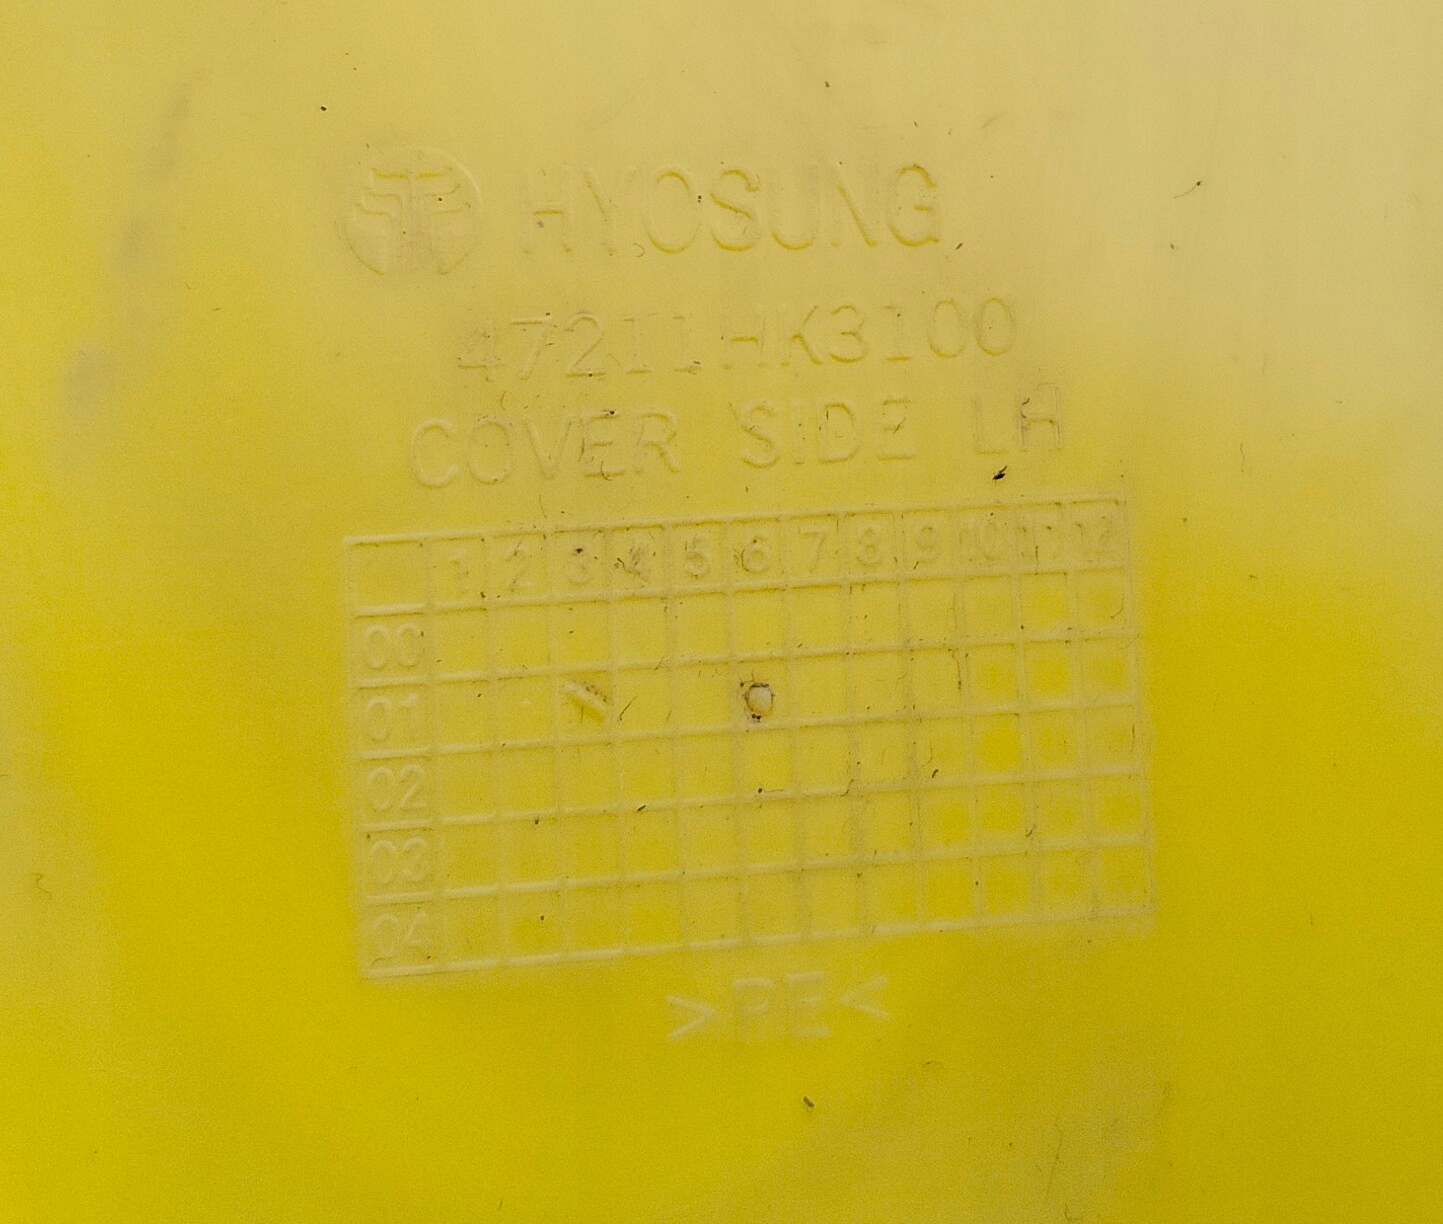 HYOSUNG
47211HK3100
COVER SIDE LH
1 2 3 4 5 6 7 8 9 10 11 12
00
01
02
03
04
>PE<